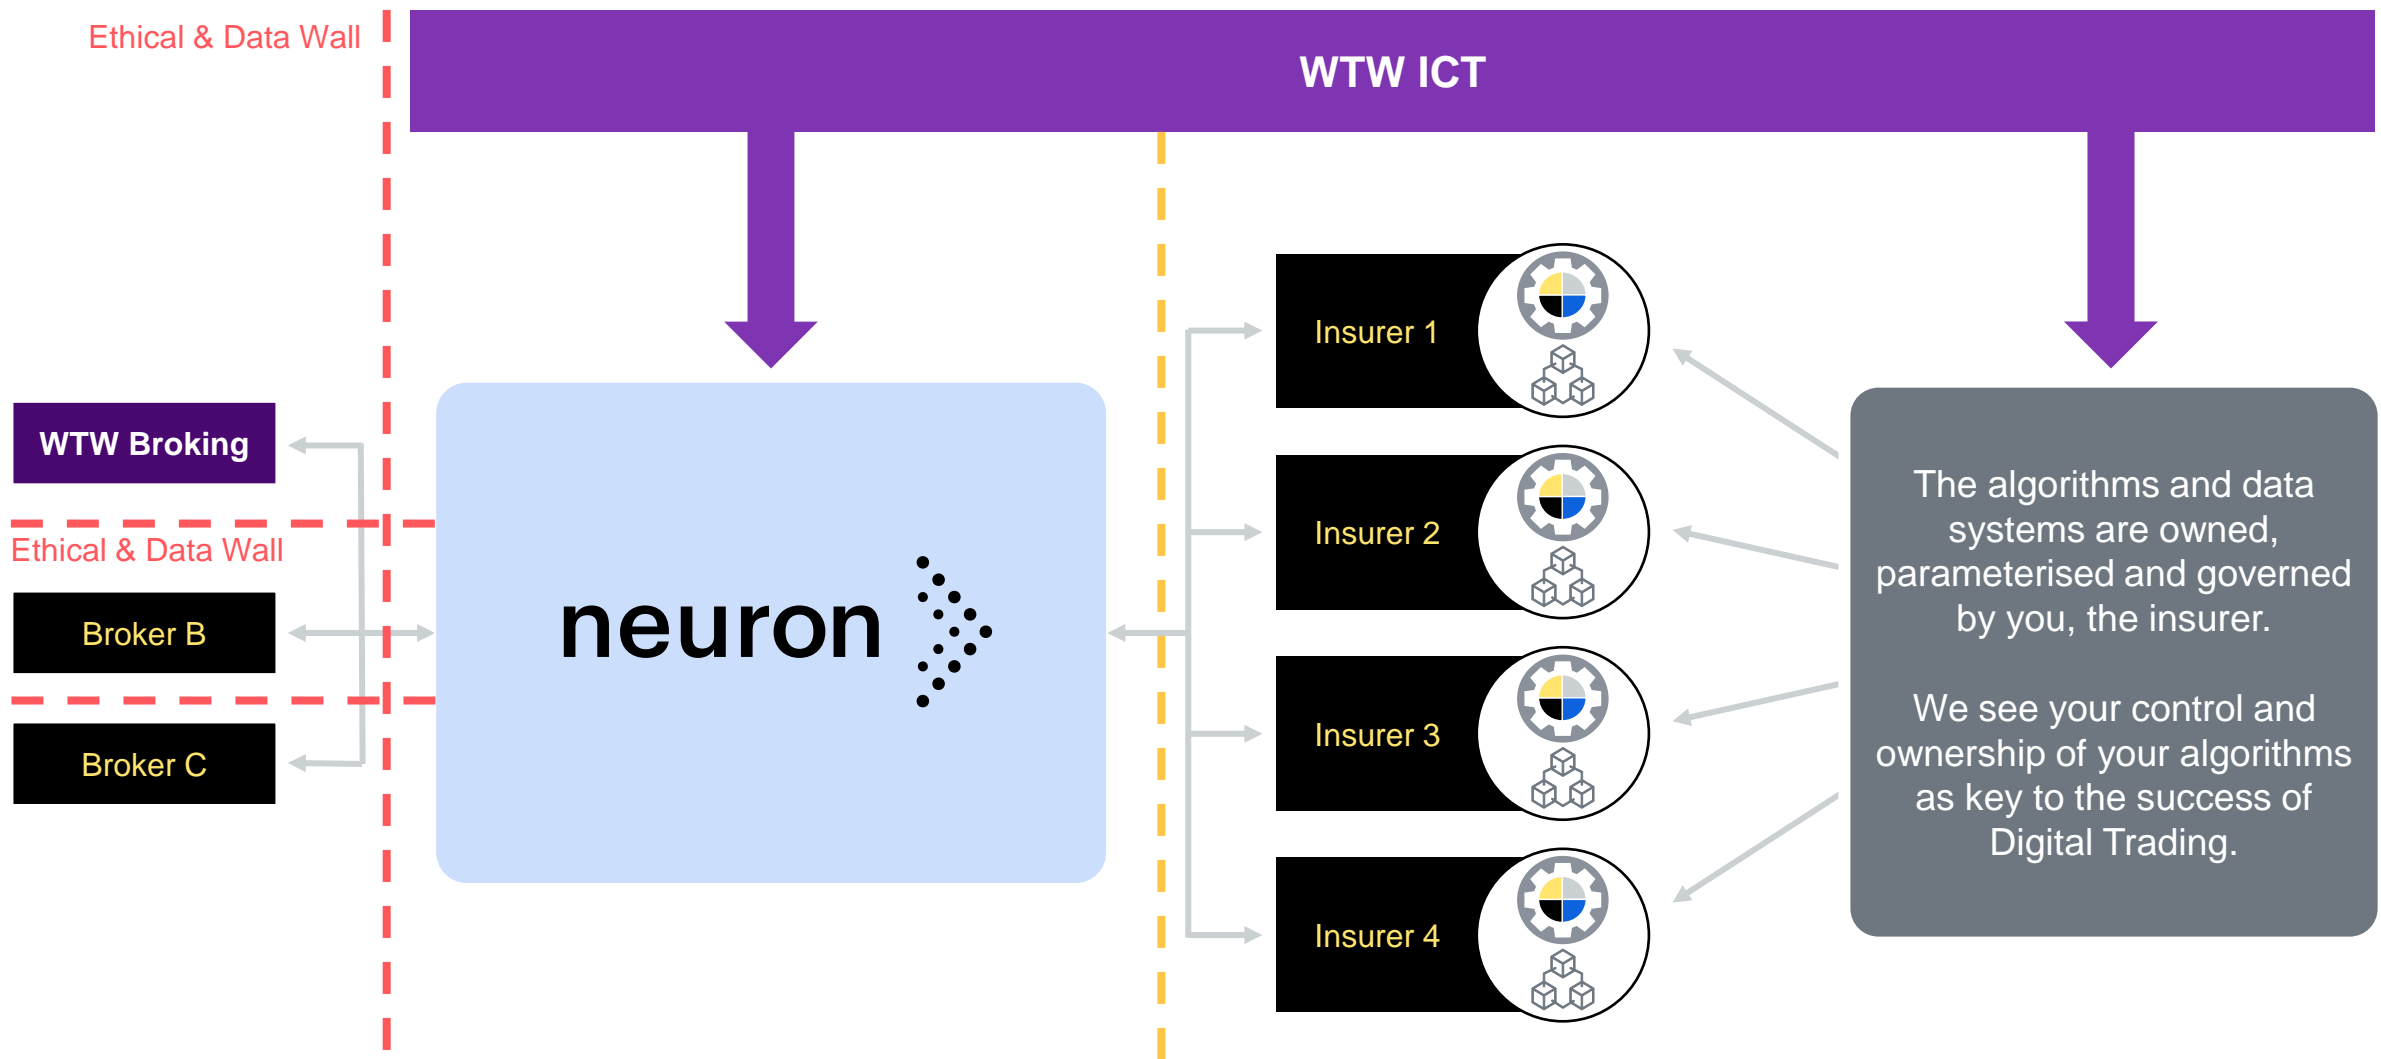 Ethical & Data Wall
WTW ICT
WTW Broking
Ethical & Data Wall
Broker B
Broker C
neuron
Insurer 1
Insurer 2
Insurer 3
Insurer 4
The algorithms and data
systems are owned,
parameterised and governed
by you, the insurer.
We see your control and
ownership of your algorithms
as key to the success of
Digital Trading.